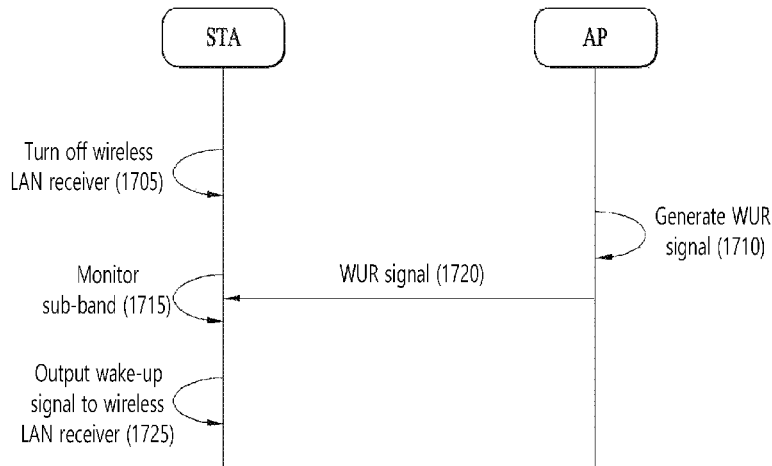 STA
AP
Turn off wireless
LAN receiver (1705)
Generate WUR
signal (1710)
Monitor
sub-band (1715)
WUR signal (1720)
Output wake-up
signal to wireless
LAN receiver (1725)